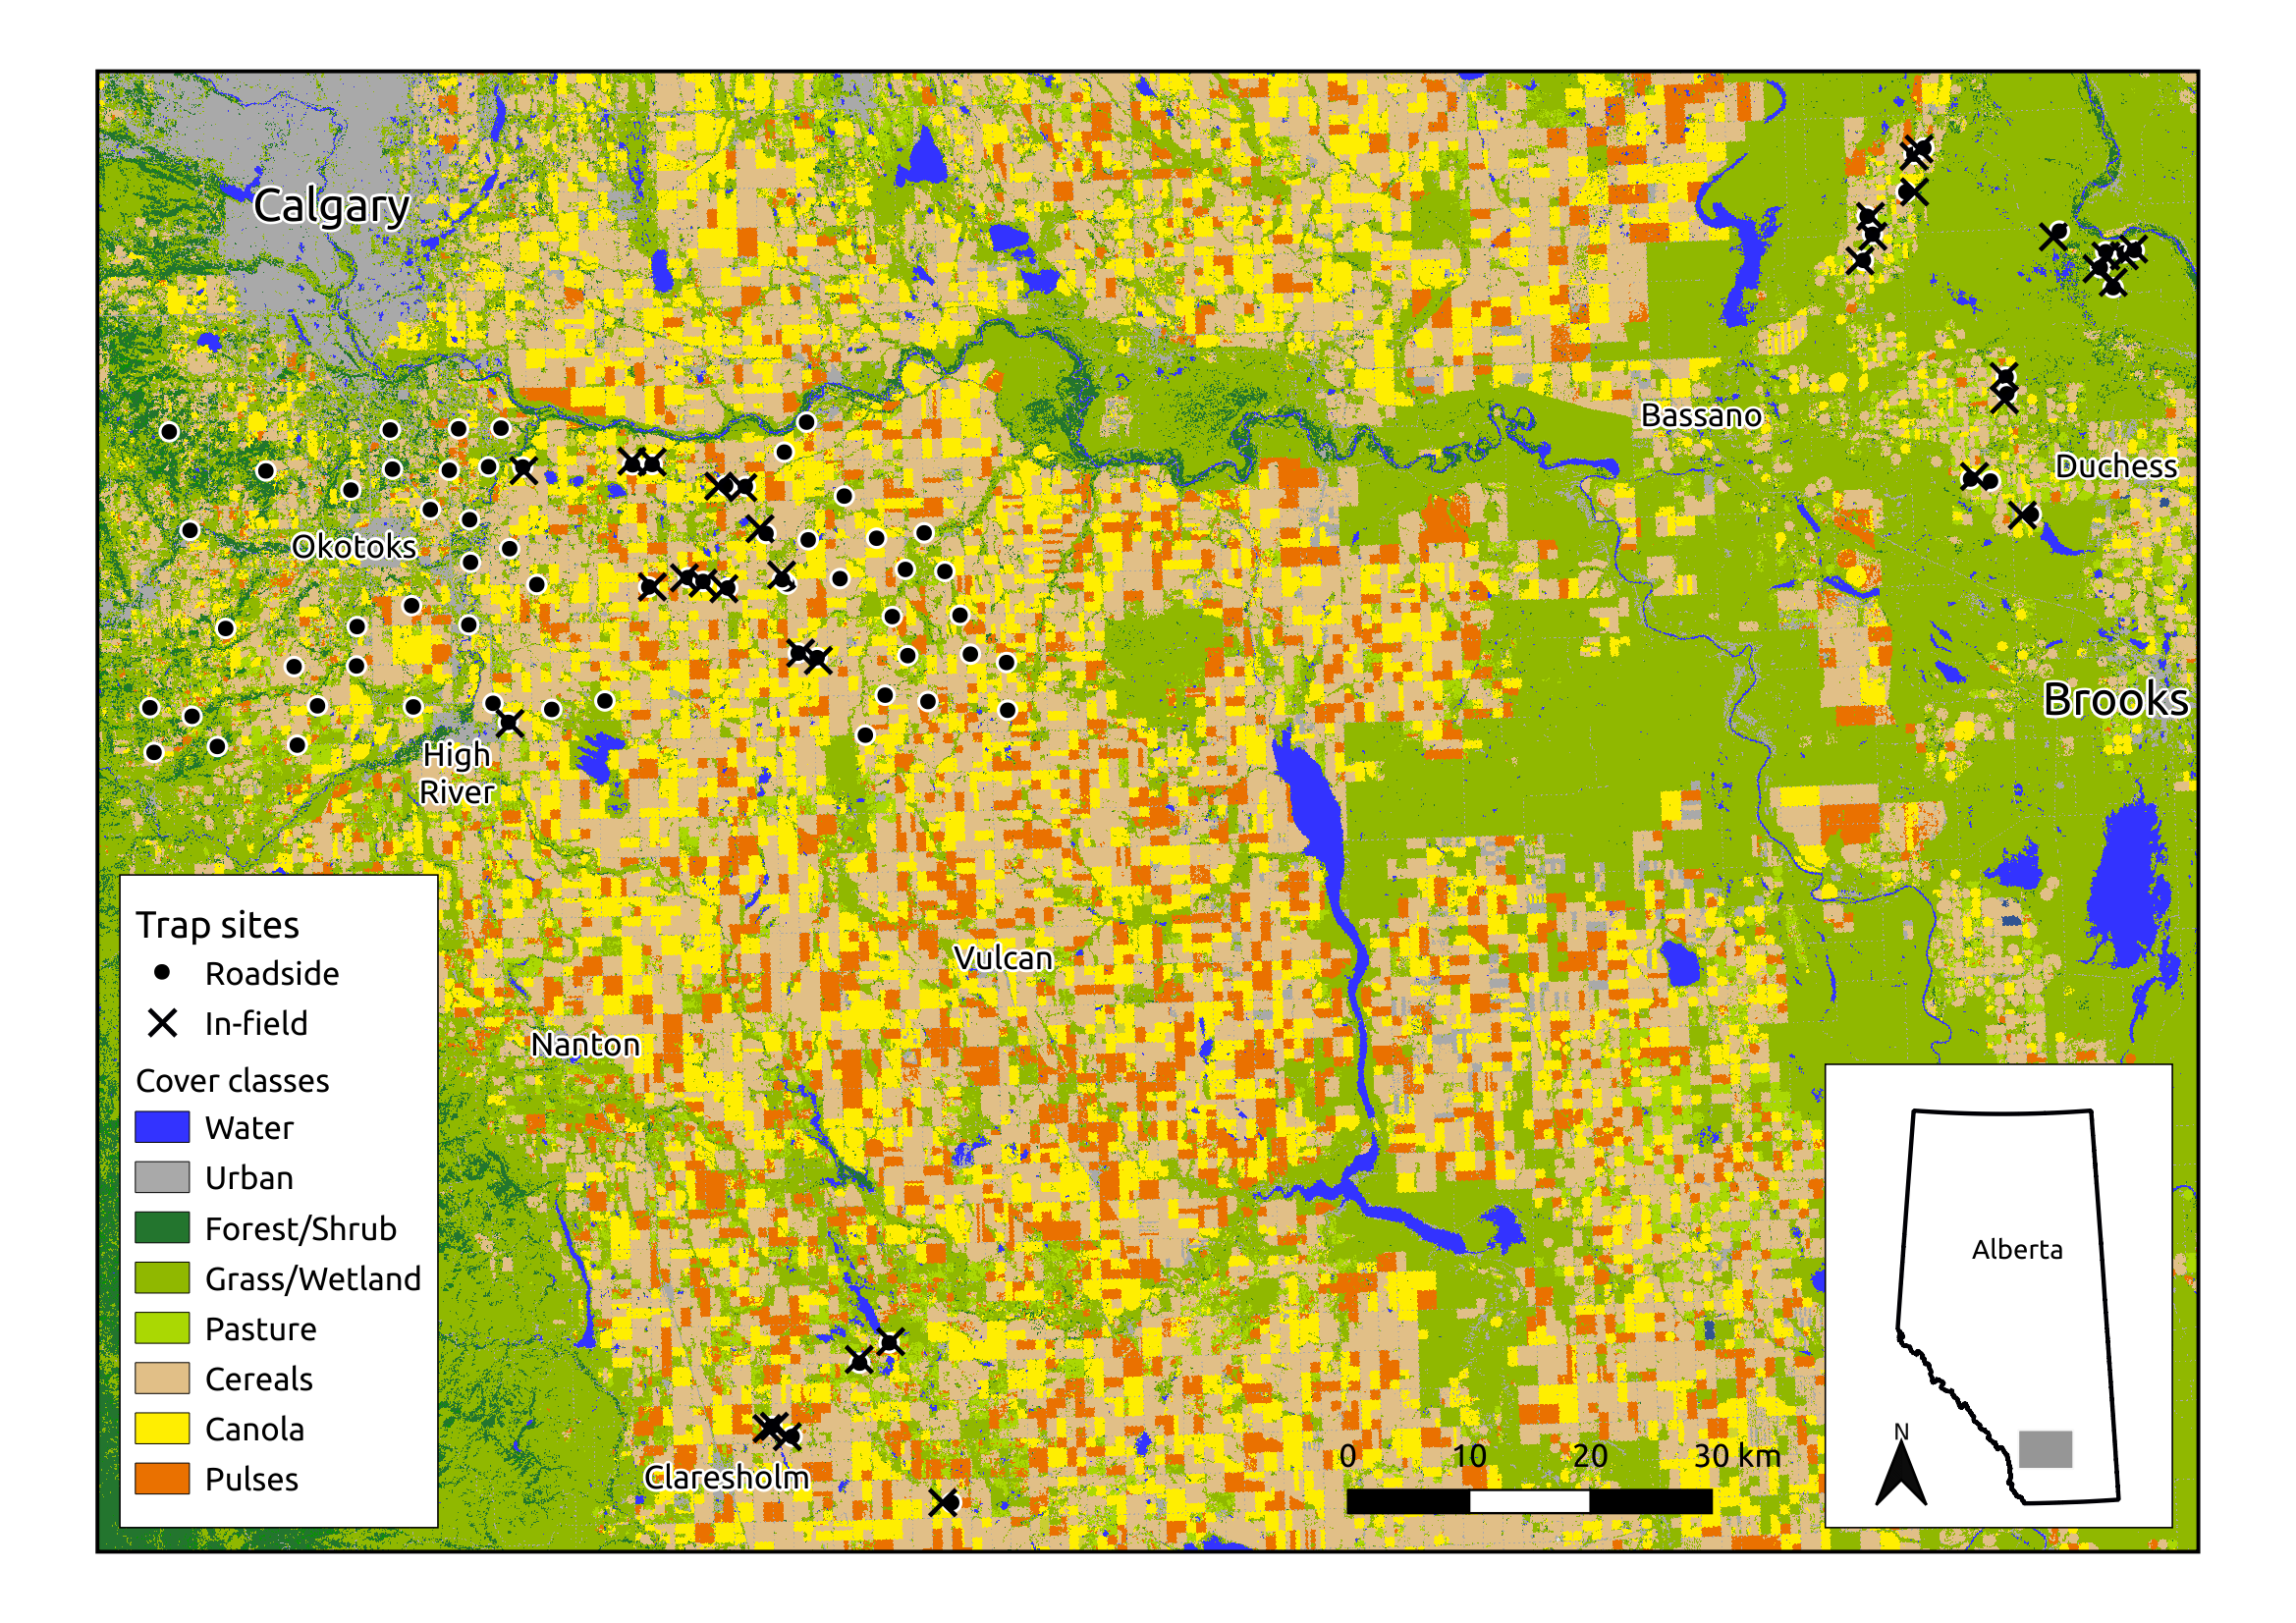 Calgary
Bassano
Duchess
Okotoks
Brooks
High
River
Vulcan
Nanton
Claresholm
Trap sites
Roadside
In-field
Cover classes
Water
Urban
Forest/Shrub
Grass/Wetland
Pasture
Cereals
Canola
Pulses
0 10 20 30 km
Alberta
N